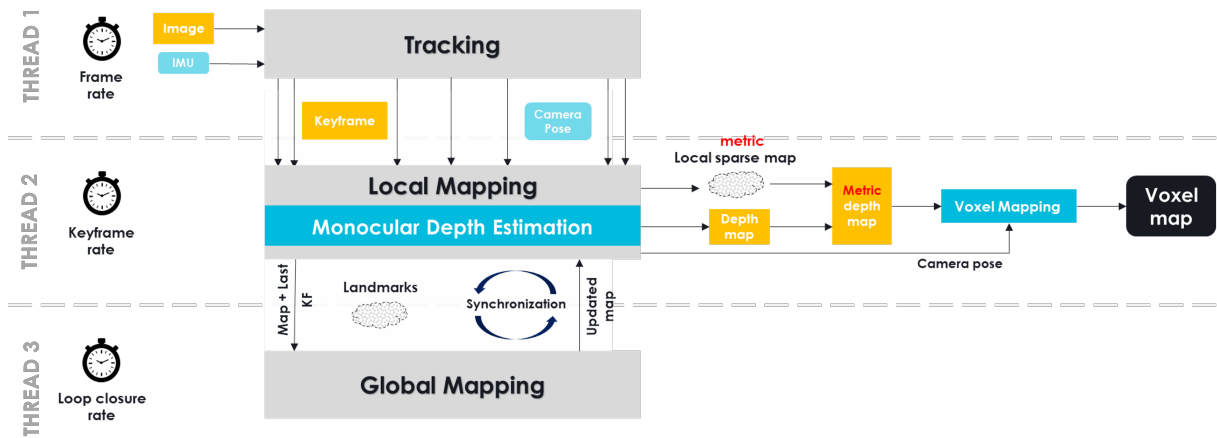 THREAD 1
Frame
rate
Image
IMU
Tracking
Keyframe
Camera
Pose
THREAD 2
Keyframe
rate
Local Mapping
Monocular Depth Estimation
metric
Local sparse map
Depth
map
Metric
depth
map
Voxel Mapping
Voxel
map
Camera pose
Map + Last
KF
Landmarks
Synchronization
Updated
map
THREAD 3
Loop closure
rate
Global Mapping